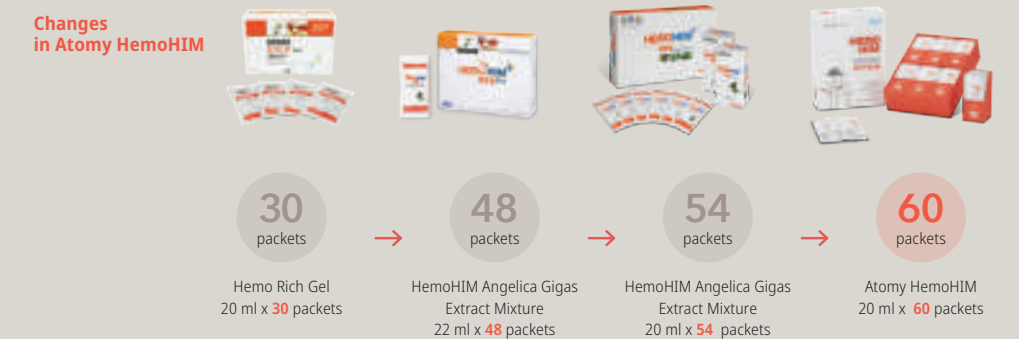 Changes
in Atomy HemoHIM
HEMO
HIM
30
packets
48
packets
54
packets
60
packets
Hemo Rich Gel
20 ml x 30 packets
HemoHIM Angelica Gigas
Extract Mixture
22 ml x 48 packets
HemoHIM Angelica Gigas
Extract Mixture
20 ml x 54 packets
Atomy HemoHIM
20 ml x 60 packets